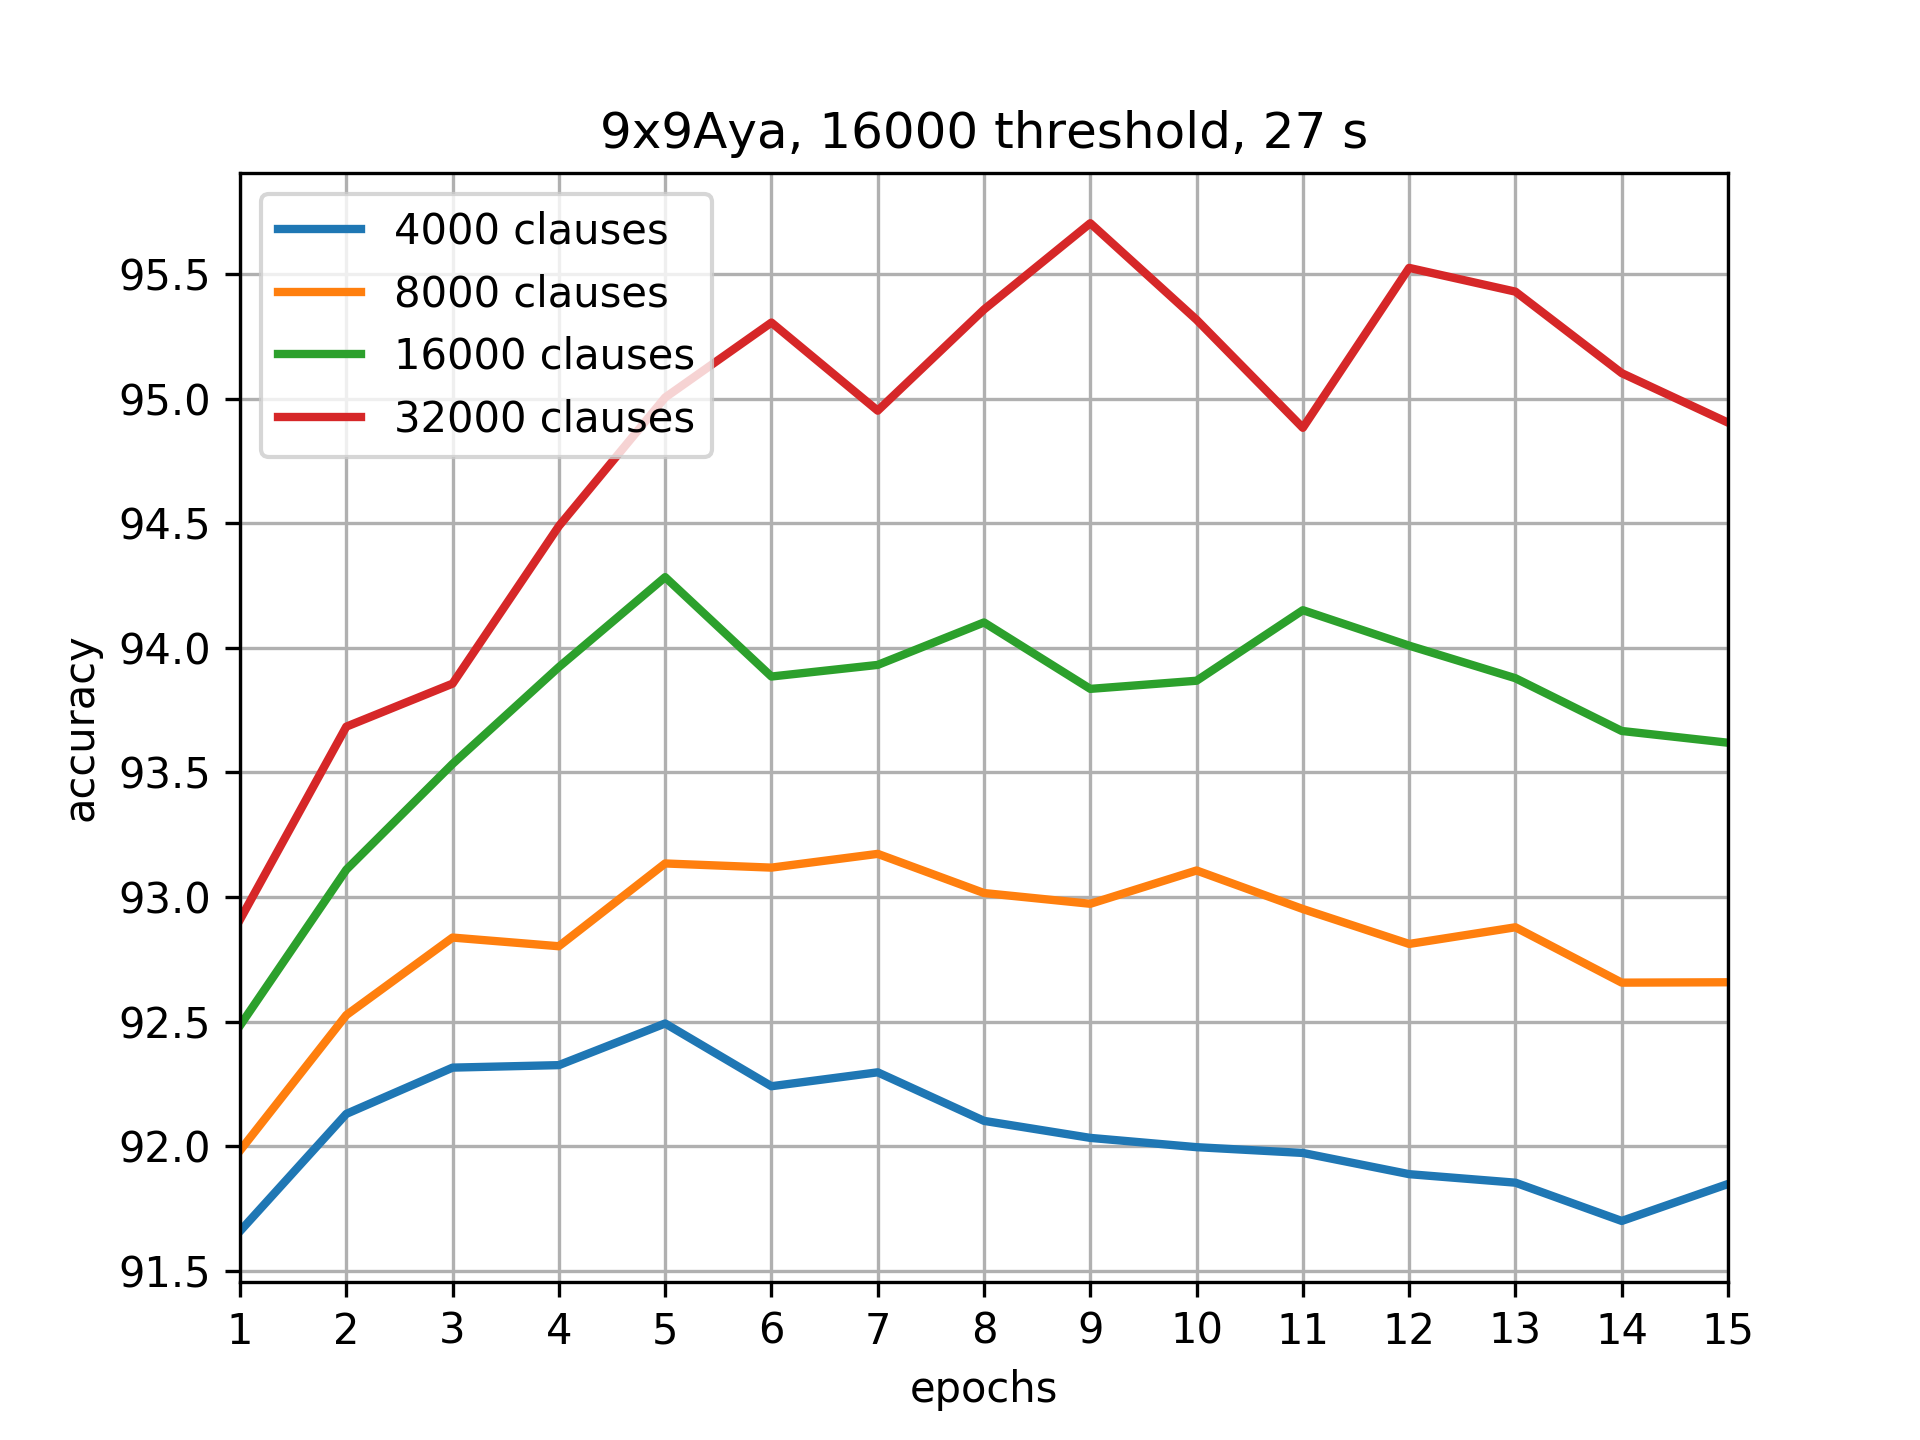 9x9Aya, 16000 threshold, 27 s
4000 clauses
8000 clauses
16000 clauses
32000 clauses
accuracy
95.5
95.0
94.5
94.0
93.5
93.0
92.5
92.0
91.5
1 2 3 4 5 6 7 8 9 10 11 12 13 14 15
epochs